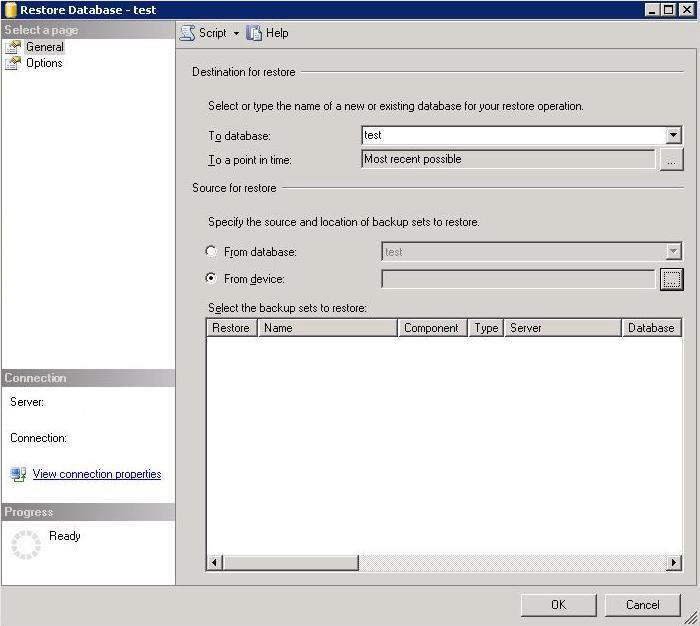 Restore Database - test
Select a page
General
Options
Script
Help
Destination for restore
Select or type the name of a new or existing database for your restore operation.
To database:
test
To a point in time:
Most recent possible
...
Source for restore
Specify the source and location of backup sets to restore.
From database:
test
From device:
...
Select the backup sets to restore:
Restore Name Component Type Server Database
Connection
Server:
Connection:
View connection properties
Progress
Ready
OK
Cancel